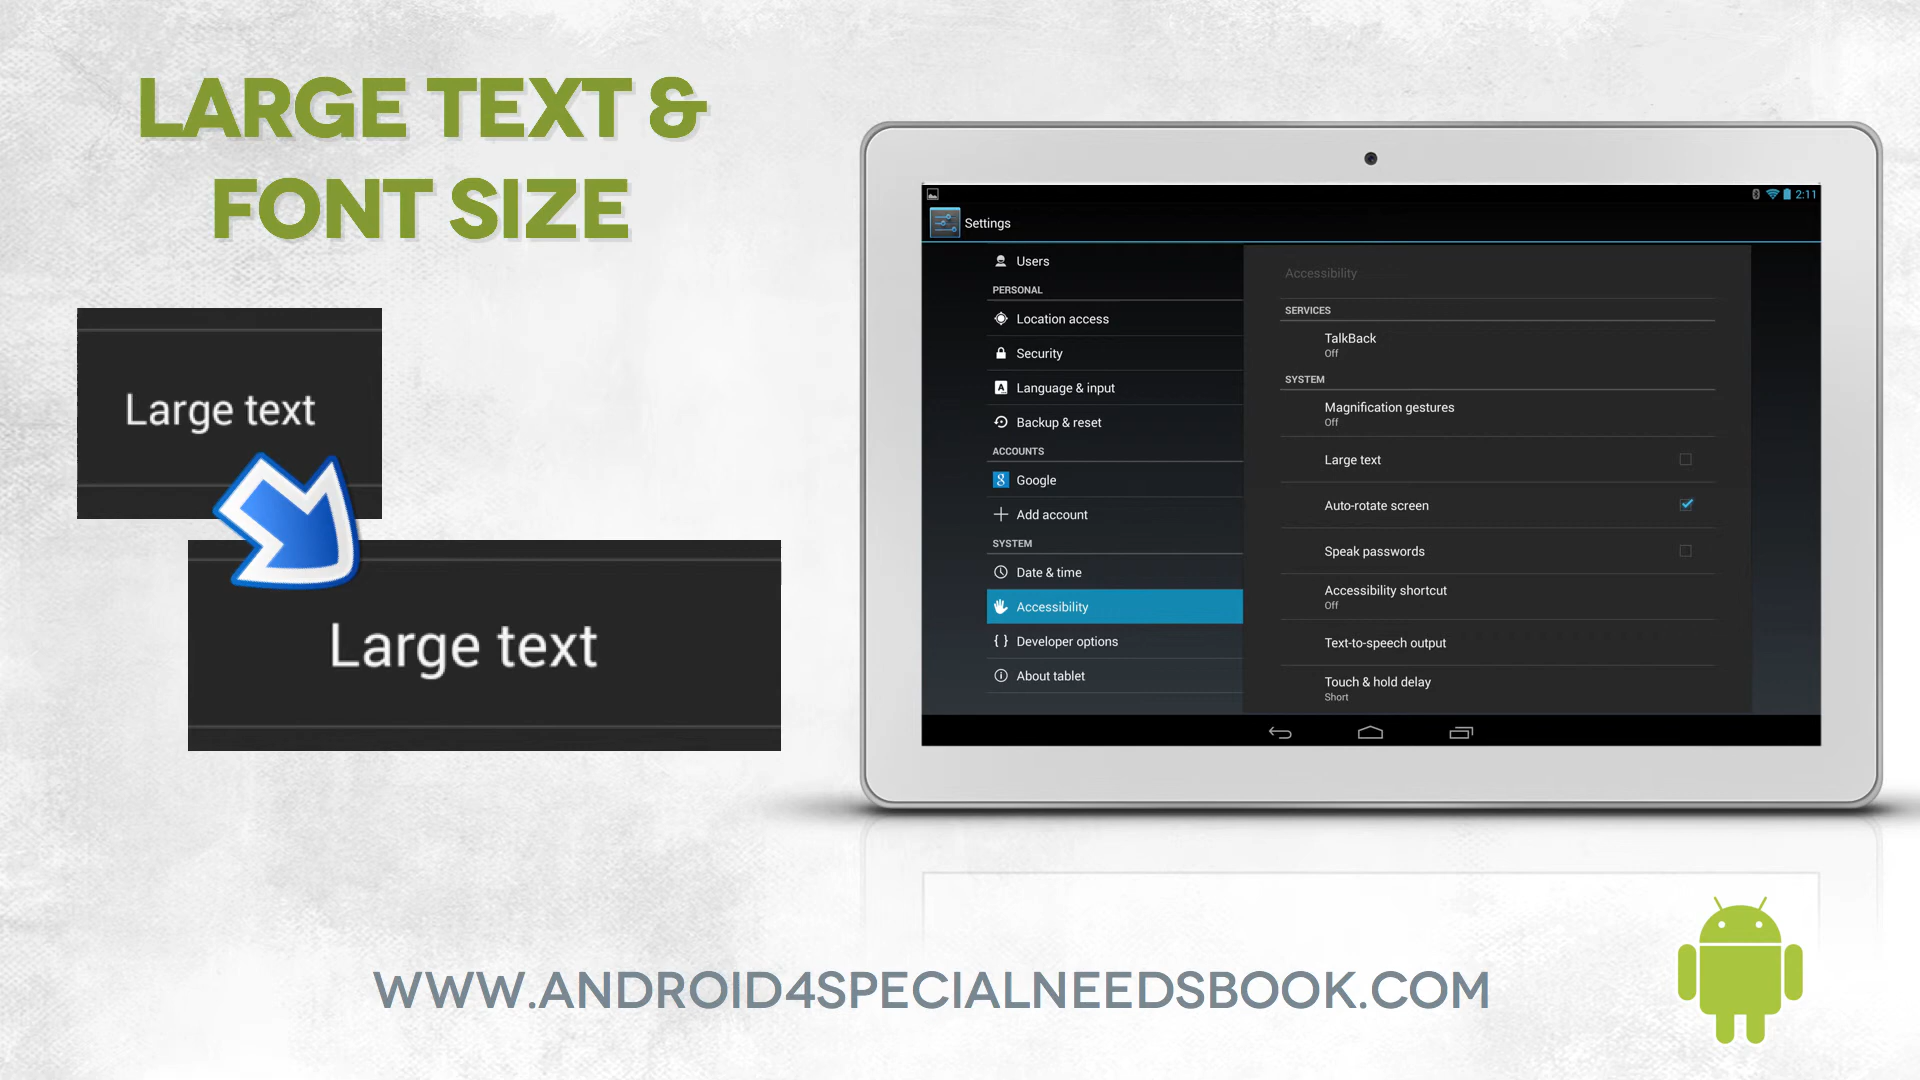 LARGE TEXT &
FONT SIZE
Large text
Large text
2:11
Settings
Users
PERSONAL
Location access
Security
Language & input
Backup & reset
ACCOUNTS
Google
Add account
SYSTEM
Date & time
Accessibility
Developer options
About tablet
Accessibility
SERVICES
TalkBack
Off
SYSTEM
Magnification gestures
Off
Large text
Auto-rotate screen
Speak passwords
Accessibility shortcut
Off
Text-to-speech output
Touch & hold delay
Short
WWW.ANDROID4SPECIALNEEDSBOOK.COM